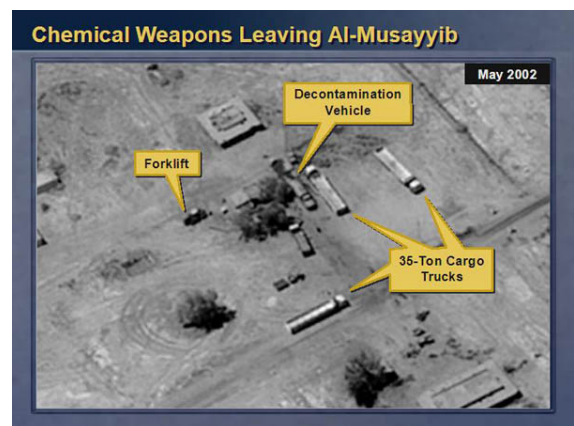 Chemical Weapons Leaving Al-Musayyib
May 2002
Decontamination
Vehicle
Forklift
35-Ton Cargo
Trucks